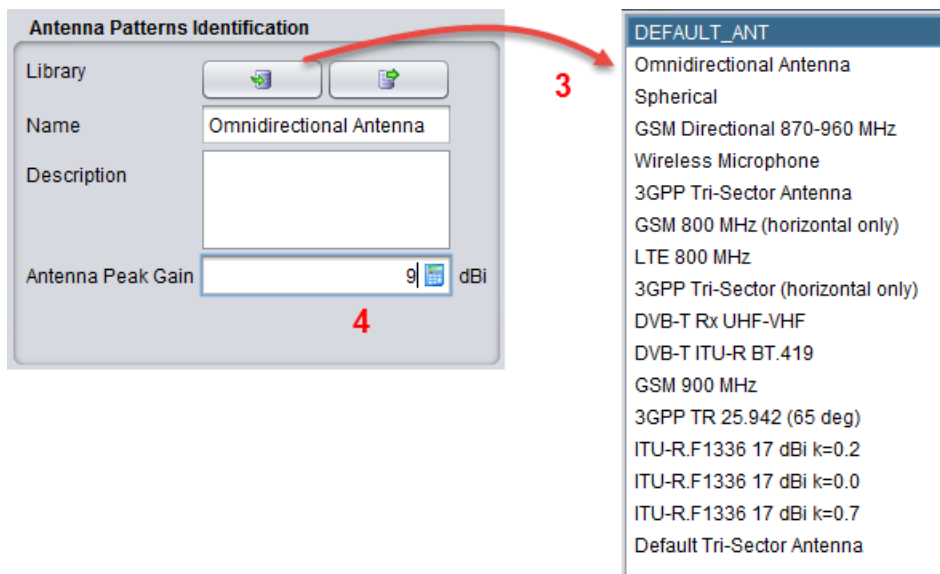 Antenna Patterns Identification
Library
Name Omnidirectional Antenna
Description
Antenna Peak Gain 9 dBi
4
3
DEFAULT_ANT
Omnidirectional Antenna
Spherical
GSM Directional 870-960 MHz
Wireless Microphone
3GPP Tri-Sector Antenna
GSM 800 MHz (horizontal only)
LTE 800 MHz
3GPP Tri-Sector (horizontal only)
DVB-T Rx UHF-VHF
DVB-T ITU-R BT.419
GSM 900 MHz
3GPP TR 25.942 (65 deg)
ITU-R.F1336 17 dBi k=0.2
ITU-R.F1336 17 dBi k=0.0
ITU-R.F1336 17 dBi k=0.7
Default Tri-Sector Antenna